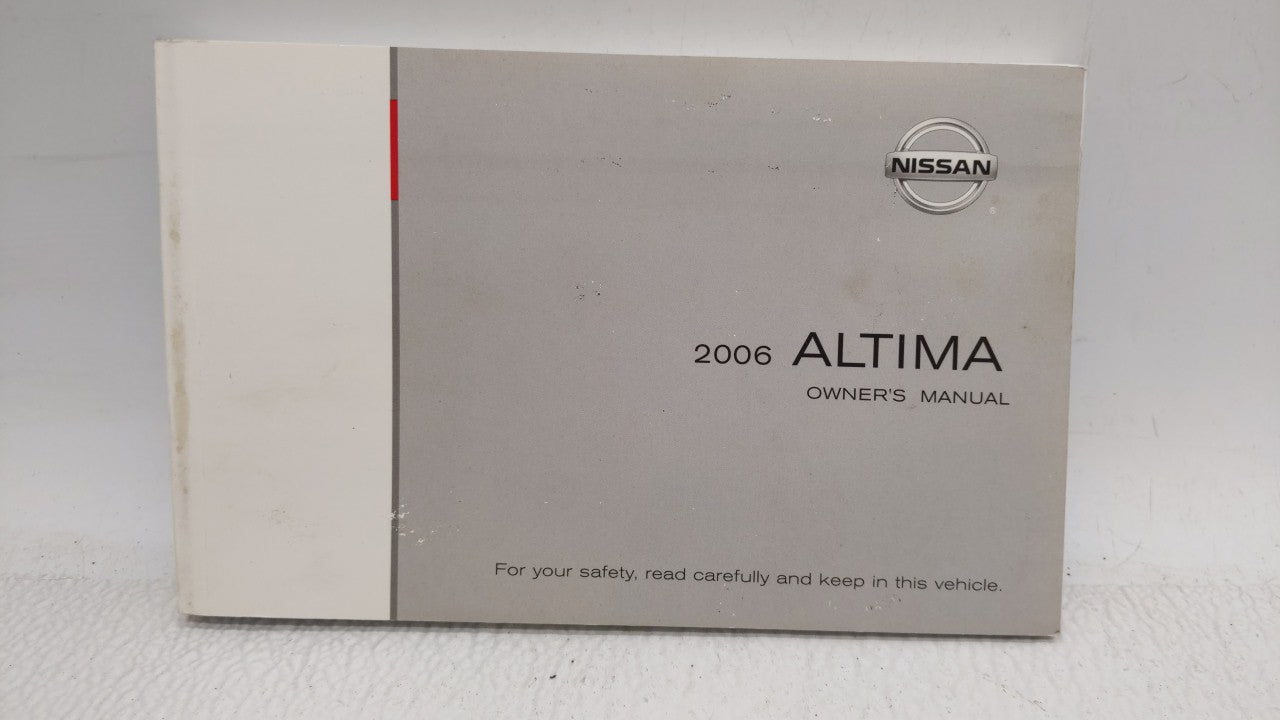 NISSAN
2006 ALTIMA
OWNER'S MANUAL
For your safety, read carefully and keep in this vehicle.